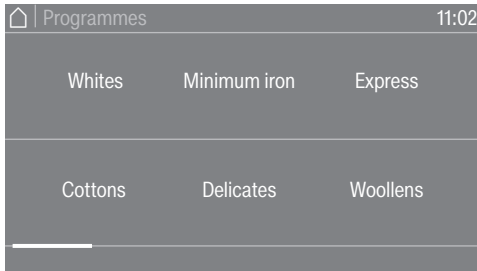 Programmes 11:02
Whites Minimum iron Express
Cottons Delicates Woollens